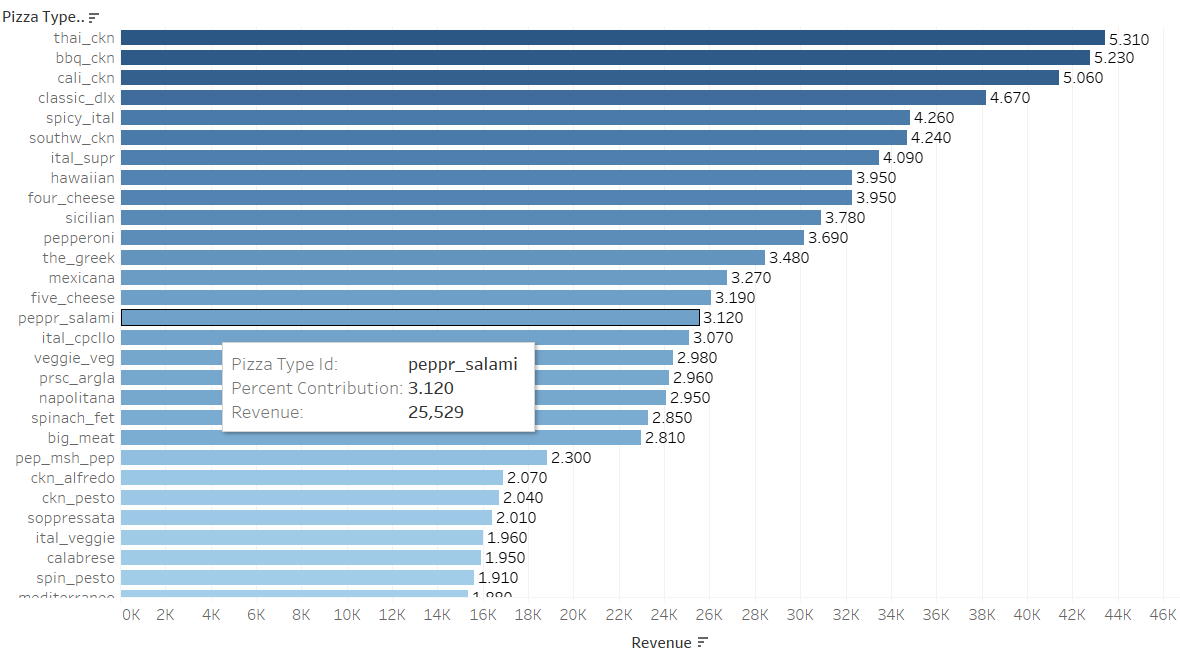 Pizza Type..
thai_ckn 5.310
bbq_ckn 5.230
cali_ckn 5.060
classic_dlx 4.670
spicy_ital 4.260
southw_ckn 4.240
ital_supr 4.090
hawaiian 3.950
four_cheese 3.950
sicilian 3.780
pepperoni 3.690
the_greek 3.480
mexicana 3.270
five_cheese 3.190
peppr_salami 3.120
ital_cpcllo 3.070
veggie_veg 2.980
prsc_argla 2.960
napolitana 2.950
spinach_fet 2.850
big_meat 2.810
Pizza Type Id: peppr_salami
Percent Contribution: 3.120
Revenue: 25,529
pep_msh_pep 2.300
ckn_alfredo 2.070
ckn_pesto 2.040
soppressata 2.010
ital_veggie 1.960
calabrese 1.950
spin_pesto 1.910
mediterraneo 1.880
0K 2K 4K 6K 8K 10K 12K 14K 16K 18K 20K 22K 24K 26K 28K 30K 32K 34K 36K 38K 40K 42K 44K 46K
Revenue